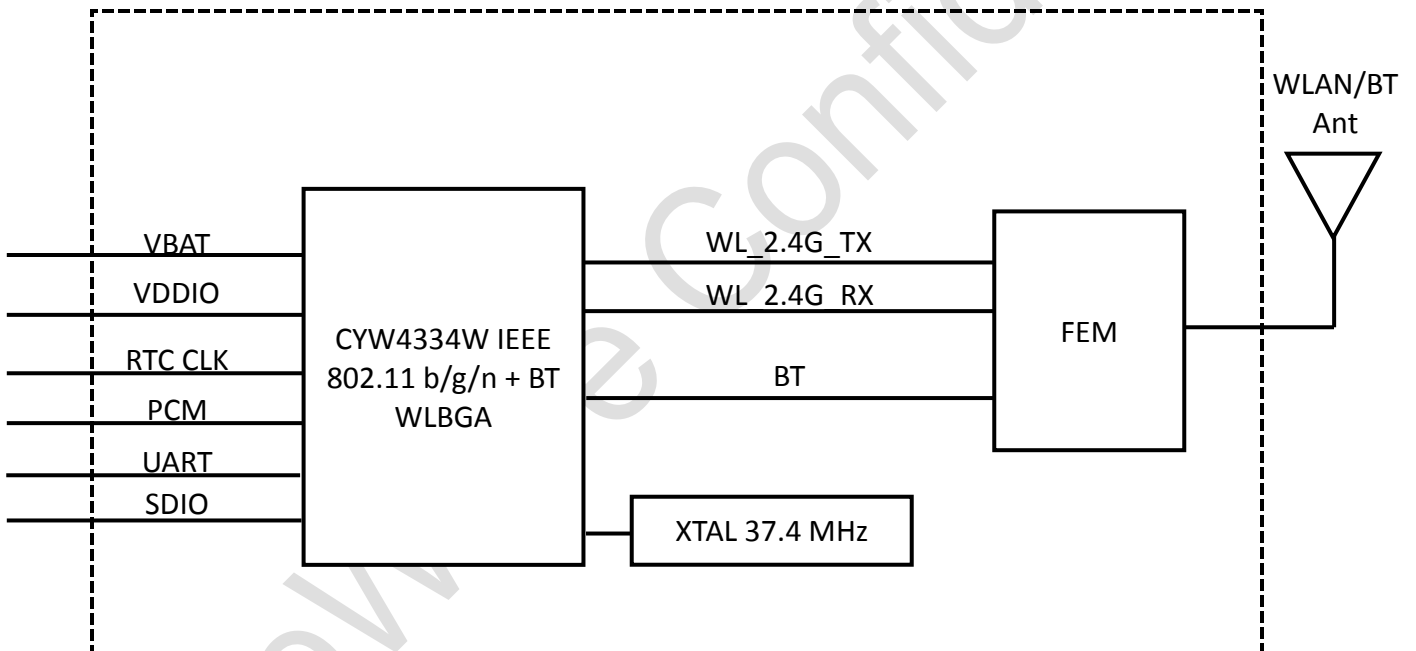 WLAN/BT
Ant
VBAT
VDDIO
RTC CLK
PCM
UART
SDIO
CYW4334W IEEE
802.11 b/g/n + BT
WLBGA
WL_2.4G_TX
WL_2.4G_RX
BT
FEM
XTAL 37.4 MHz